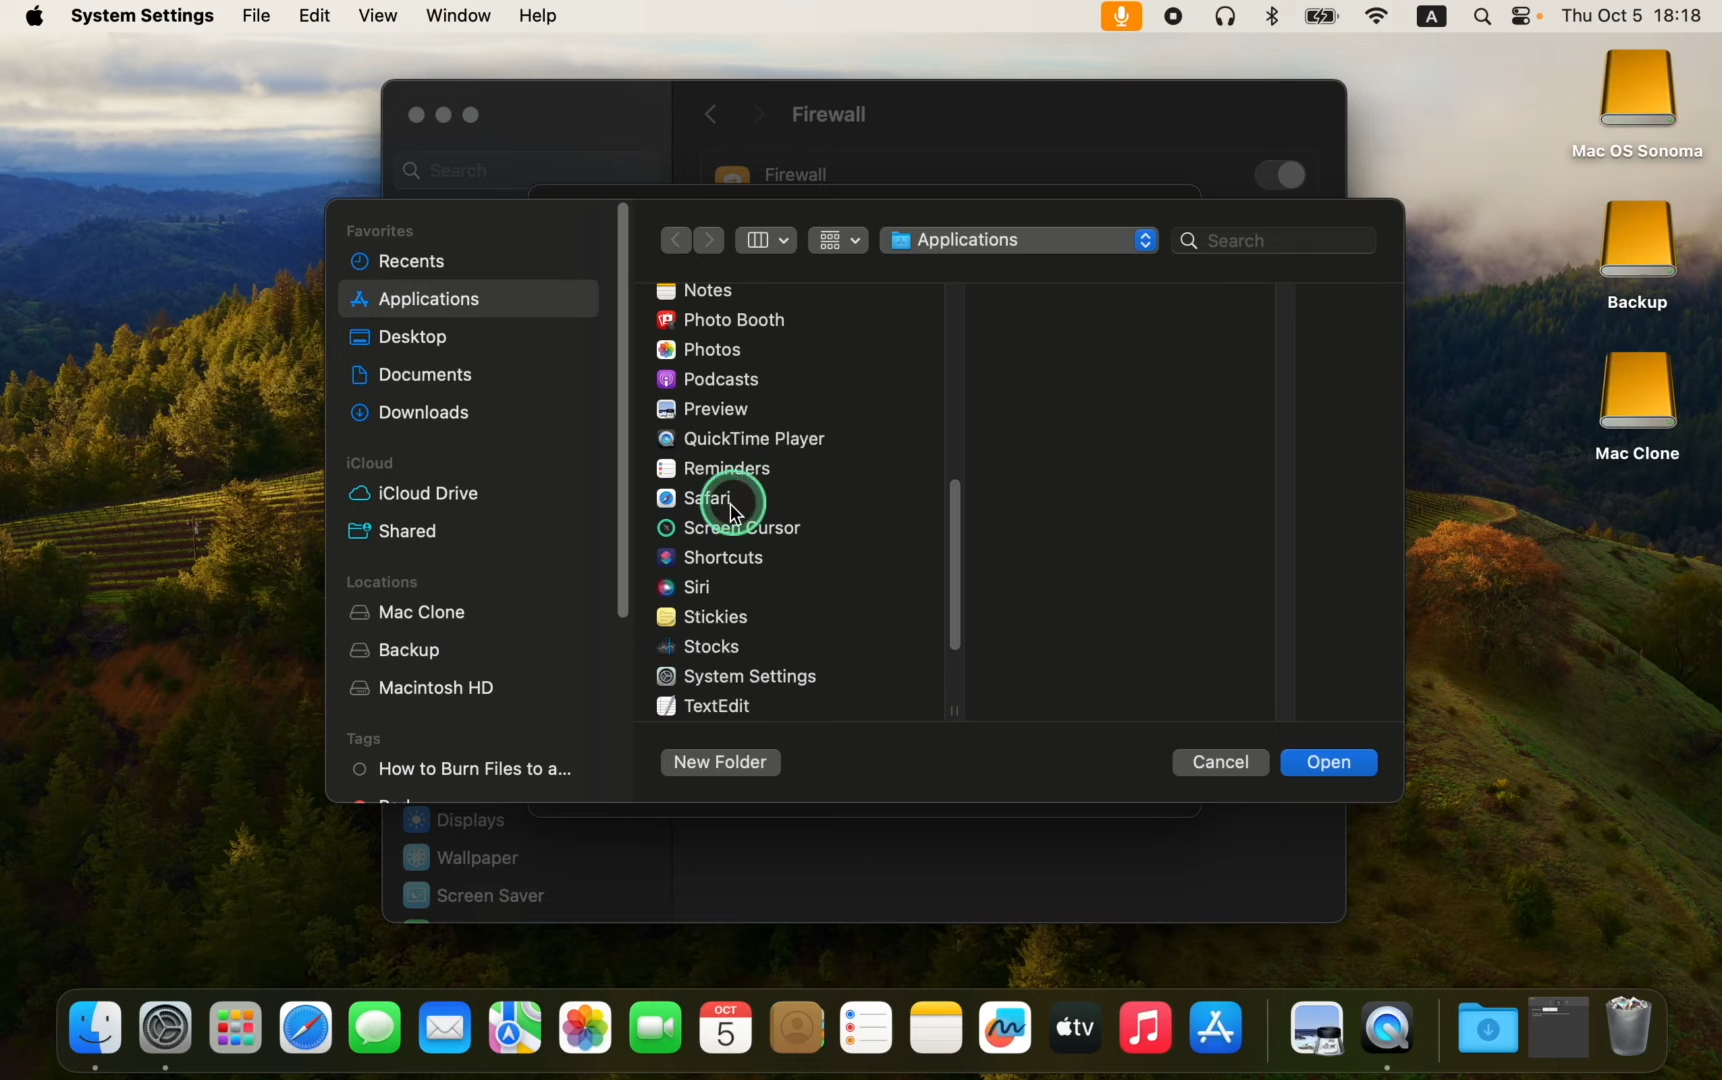 System Settings File Edit View Window Help A Thu Oct 5 18:18
Firewall
Search
Firewall
Mac OS Sonoma
Backup
Mac Clone
Favorites
Recents
Applications
Desktop
Documents
Downloads
iCloud
iCloud Drive
Shared
Locations
Mac Clone
Backup
Macintosh HD
Tags
How to Burn Files to a...
Applications
Search
Notes
Photo Booth
Photos
Podcasts
Preview
QuickTime Player
Reminders
Safari
Screen Cursor
Shortcuts
Siri
Stickies
Stocks
System Settings
TextEdit
New Folder Cancel Open
Displays
Wallpaper
Screen Saver
OCT
5
tv